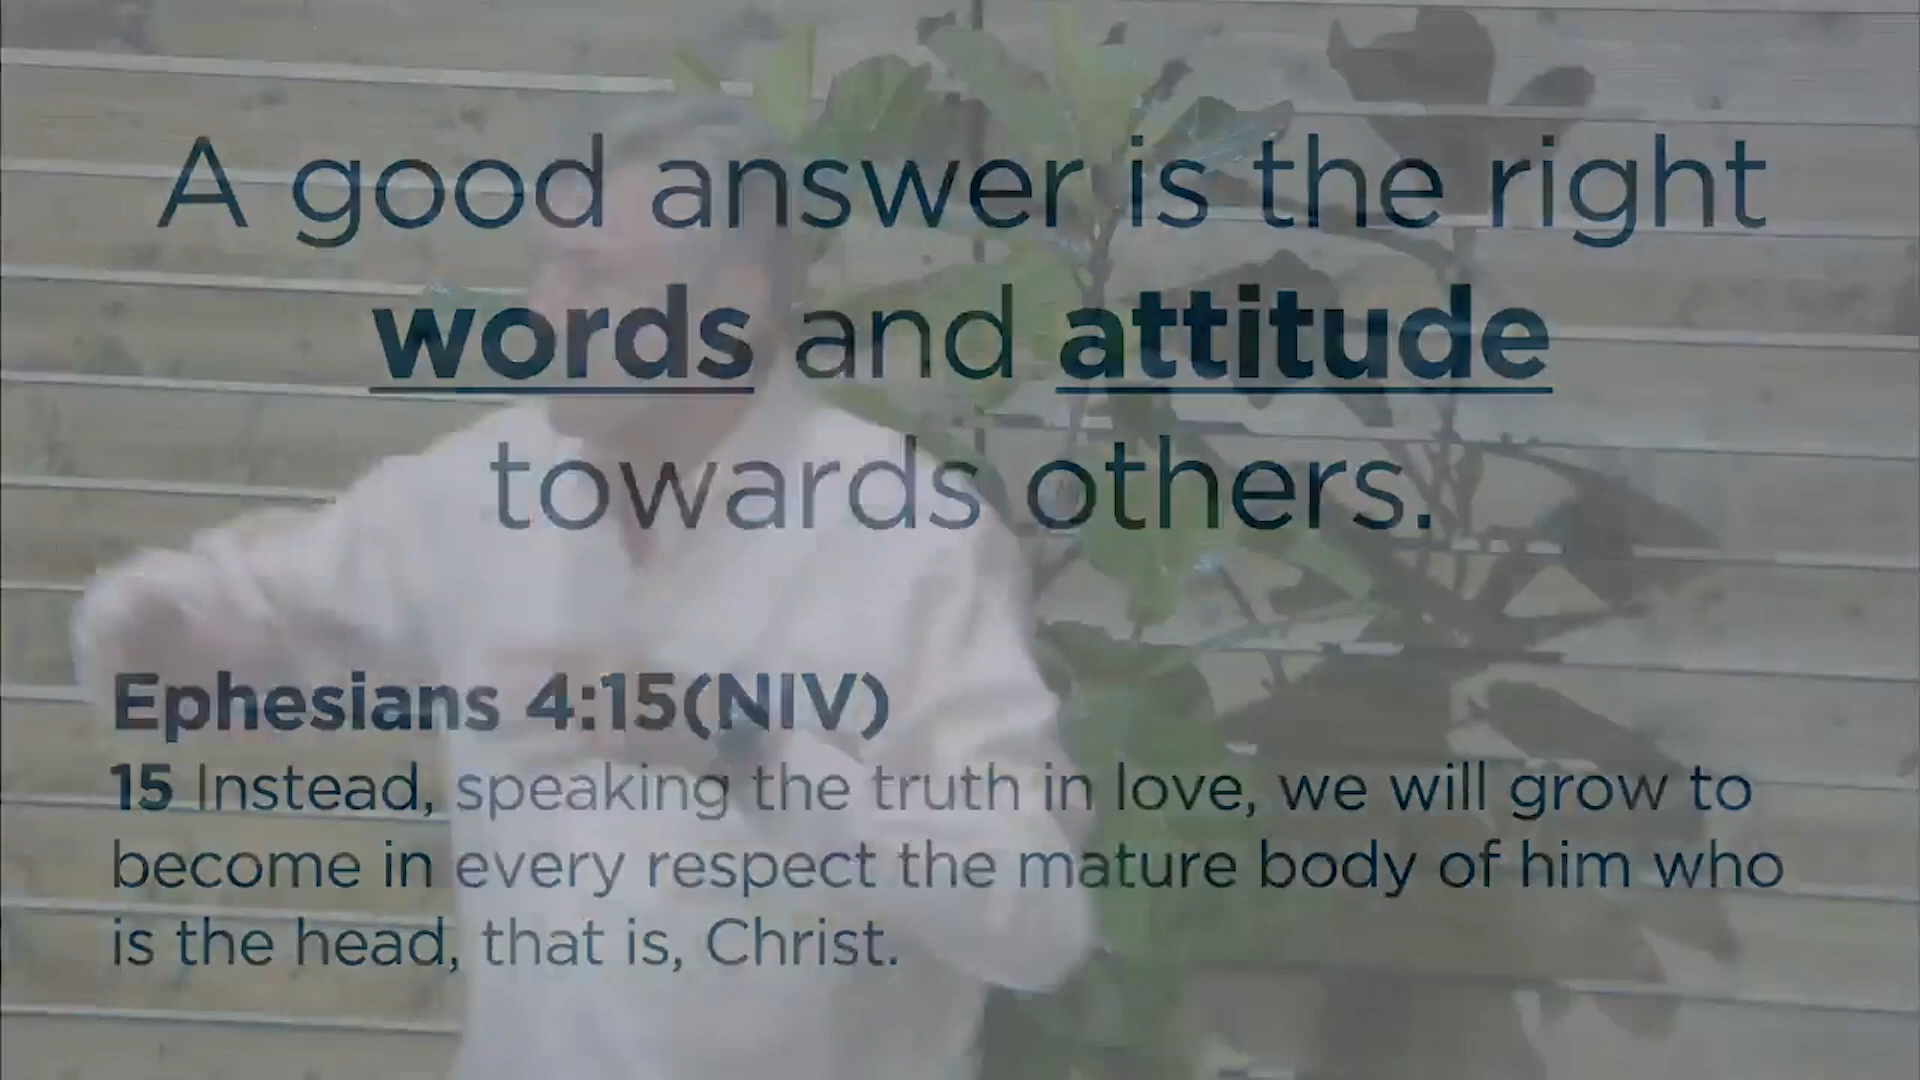 A good answer is the right
words and attitude
towards others.
Ephesians 4:15(NIV)
15 Instead, speaking the truth in love, we will grow to
become in every respect the mature body of him who
is the head, that is, Christ.